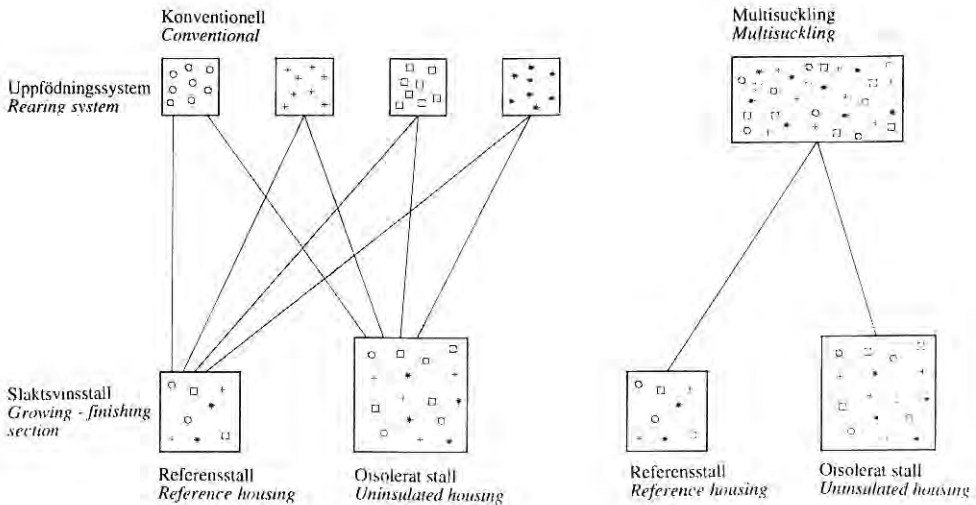 Konventionell
Conventional
Multisuckling
Multisuckling
Uppfödningssystem
Rearing system
Slaktsvinsstall
Growing - finishing
section
Referensstall
Reference housing
Oisolerat stall
Uninsulated housing
Referensstall
Reference housing
Oisolerat stall
Uninsulated housing